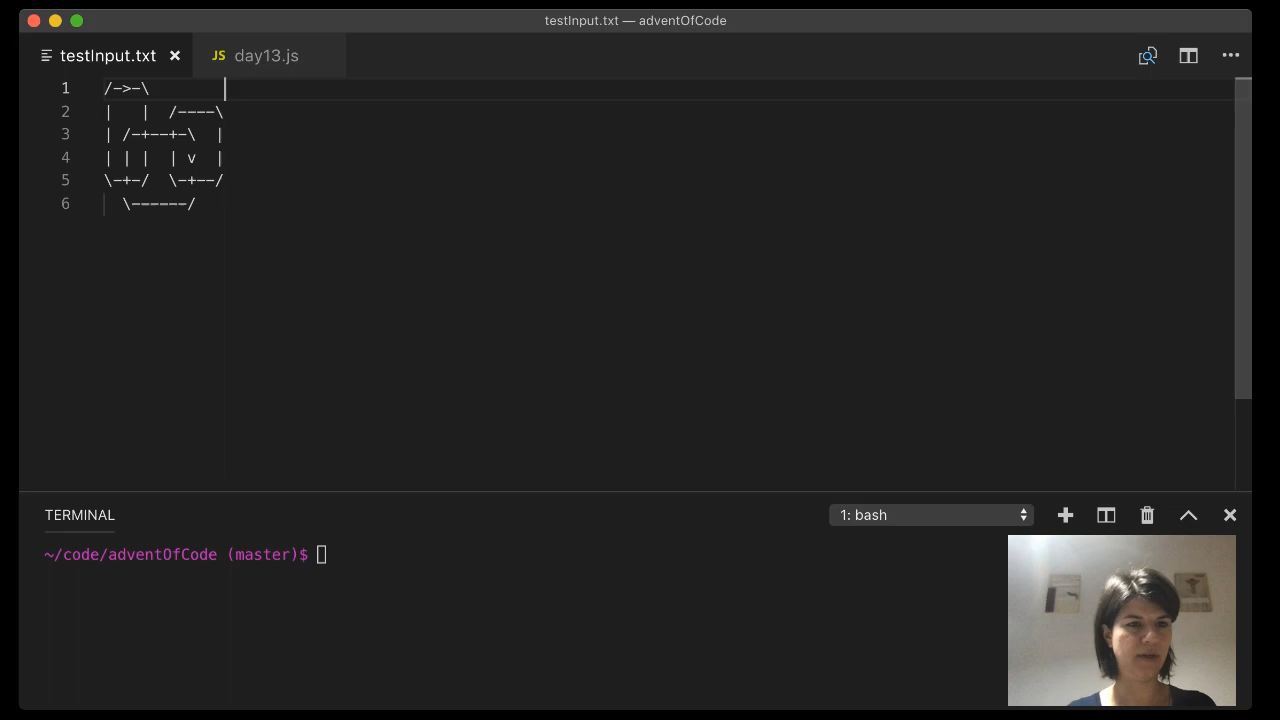 testInput.txt — adventOfCode
testInput.txt × JS day13.js
1 /->-\
2 |   |  /----\
3 | /-+--+-\  |
4 | | |  | v  |
5 \-+-/  \-+--/
6   \------/
TERMINAL
1: bash
~/code/adventOfCode (master)$